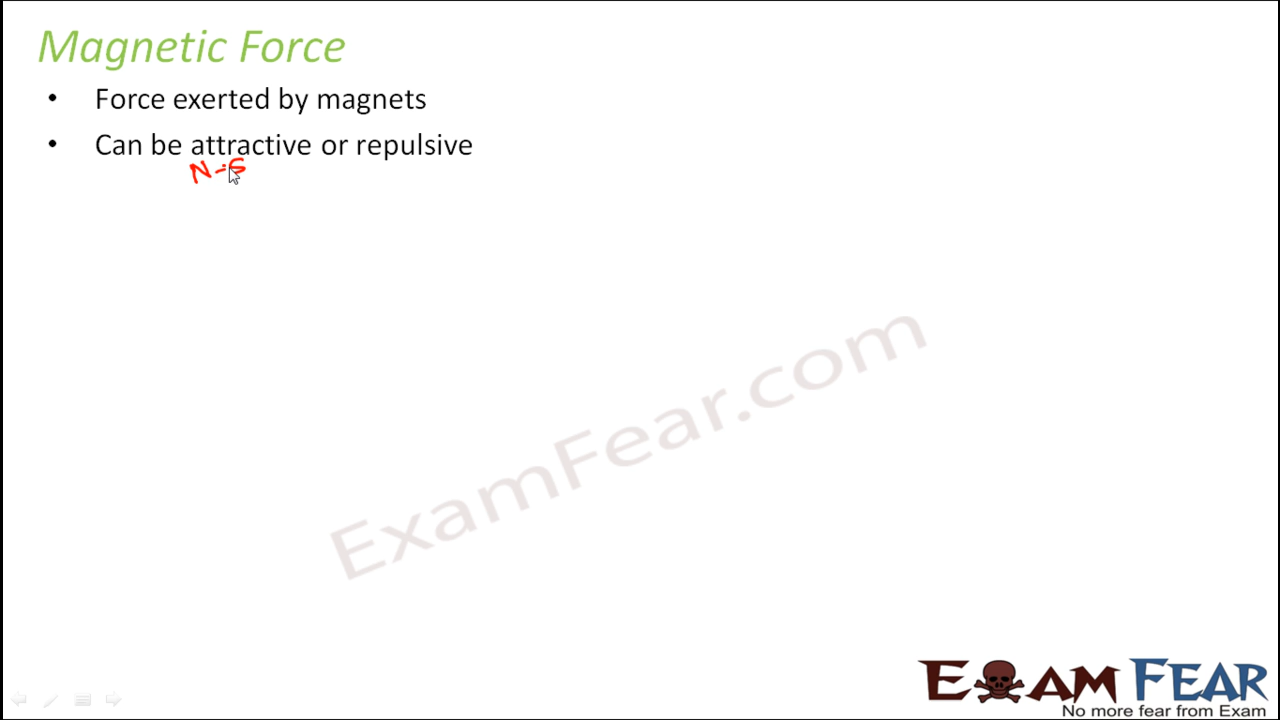 Magnetic Force
• Force exerted by magnets
• Can be attractive or repulsive
N-S
ExamFear.com
EXAM FEAR
No more fear from Exam